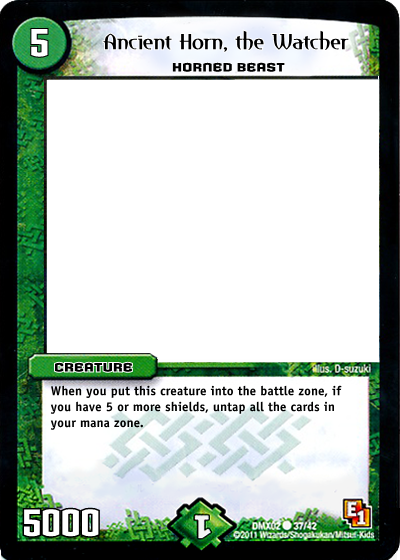 5
Ancient Horn, the Watcher
HORNED BEAST
illus. D-suzuki
CREATURE
When you put this creature into the battle zone, if
you have 5 or more shields, untap all the cards in
your mana zone.
5000
1
DMX02 ● 37/42
©2011 Wizards/Shogakukan/Mitsui-Kids
E1